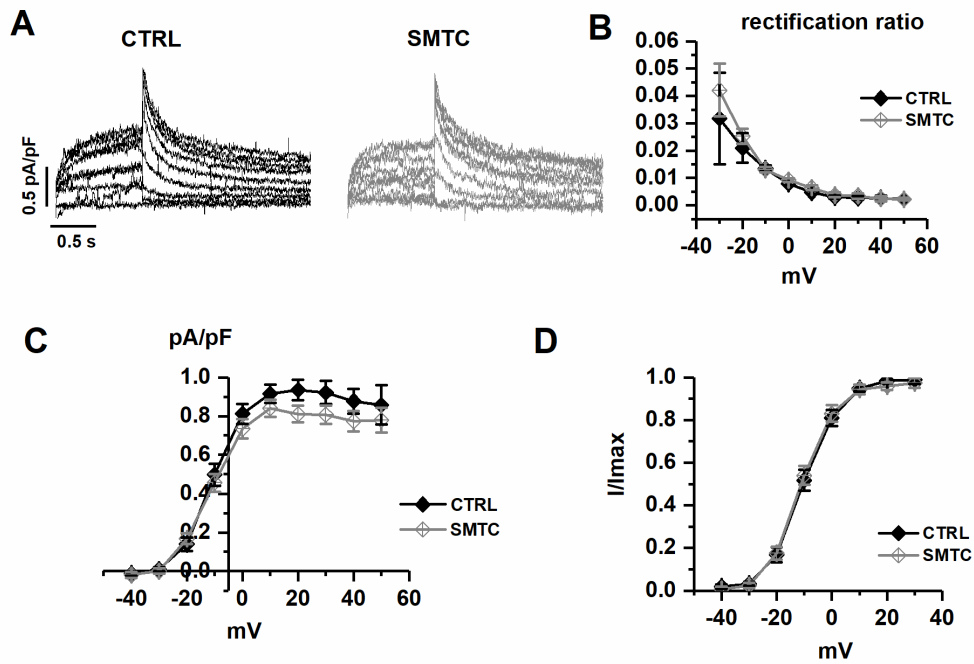 A
CTRL
SMTC
0.5 pA/pF
0.5 s
B
rectification ratio
0.06
0.05
0.04
0.03
0.02
0.01
0.00
CTRL
SMTC
-40 -20 0 20 40 60
mV
C
pA/pF
1.0
0.8
0.6
0.4
0.2
0.0
CTRL
SMTC
-40 -20 0 20 40 60
mV
D
I/Imax
1.0
0.8
0.6
0.4
0.2
0.0
CTRL
SMTC
-40 -20 0 20 40
mV